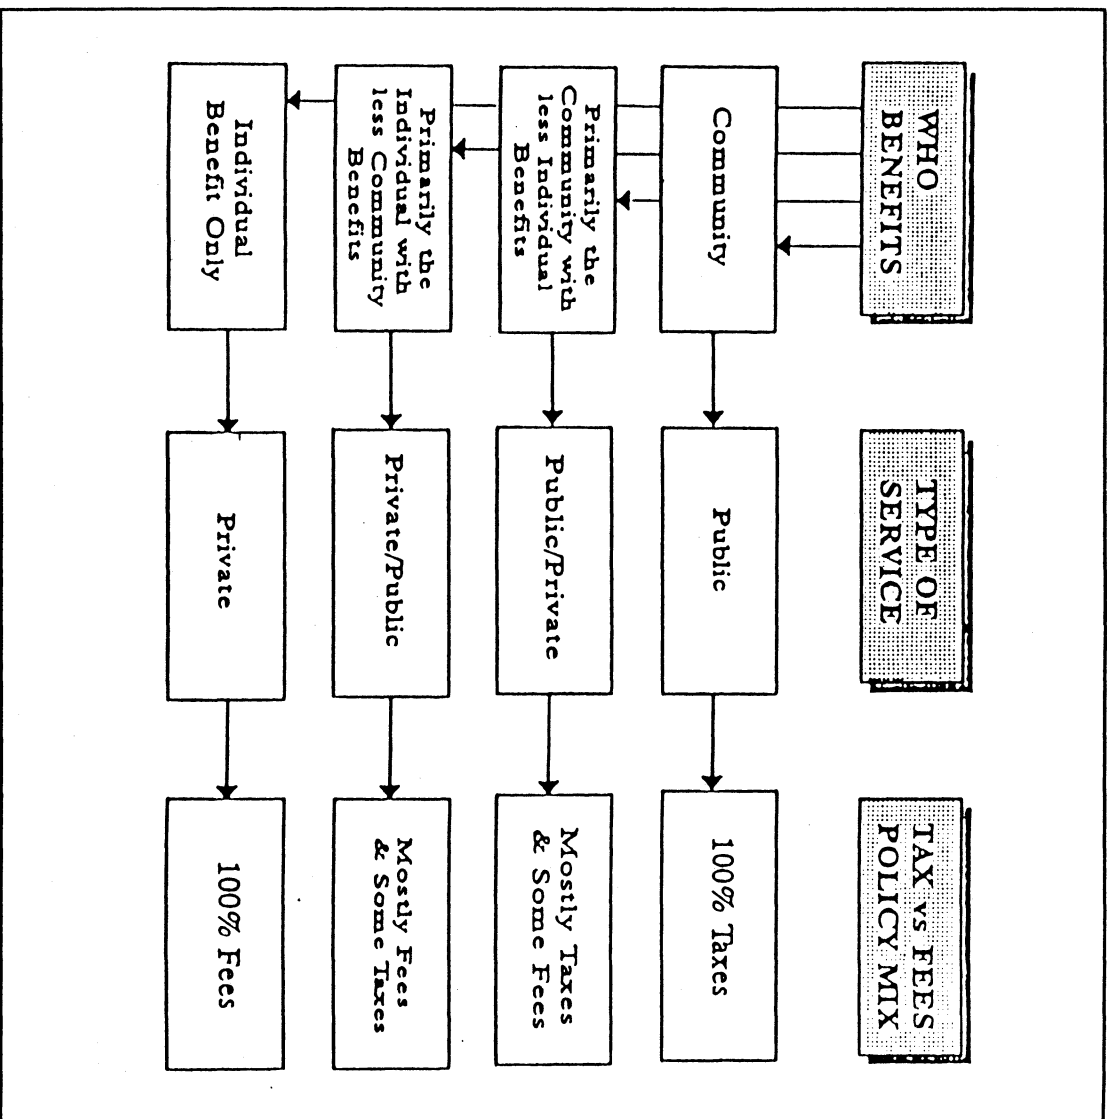 WHO
BENEFITS
TYPE OF
SERVICE
TAX vs FEES
POLICY MIX
Community
Public
100% Taxes
Primarily the
Community with
less Individual
Benefits
Public/Private
Mostly Taxes
& Some Fees
Primarily the
Individual with
less Community
Benefits
Private/Public
Mostly Fees
& Some Taxes
Individual
Benefit Only
Private
100% Fees